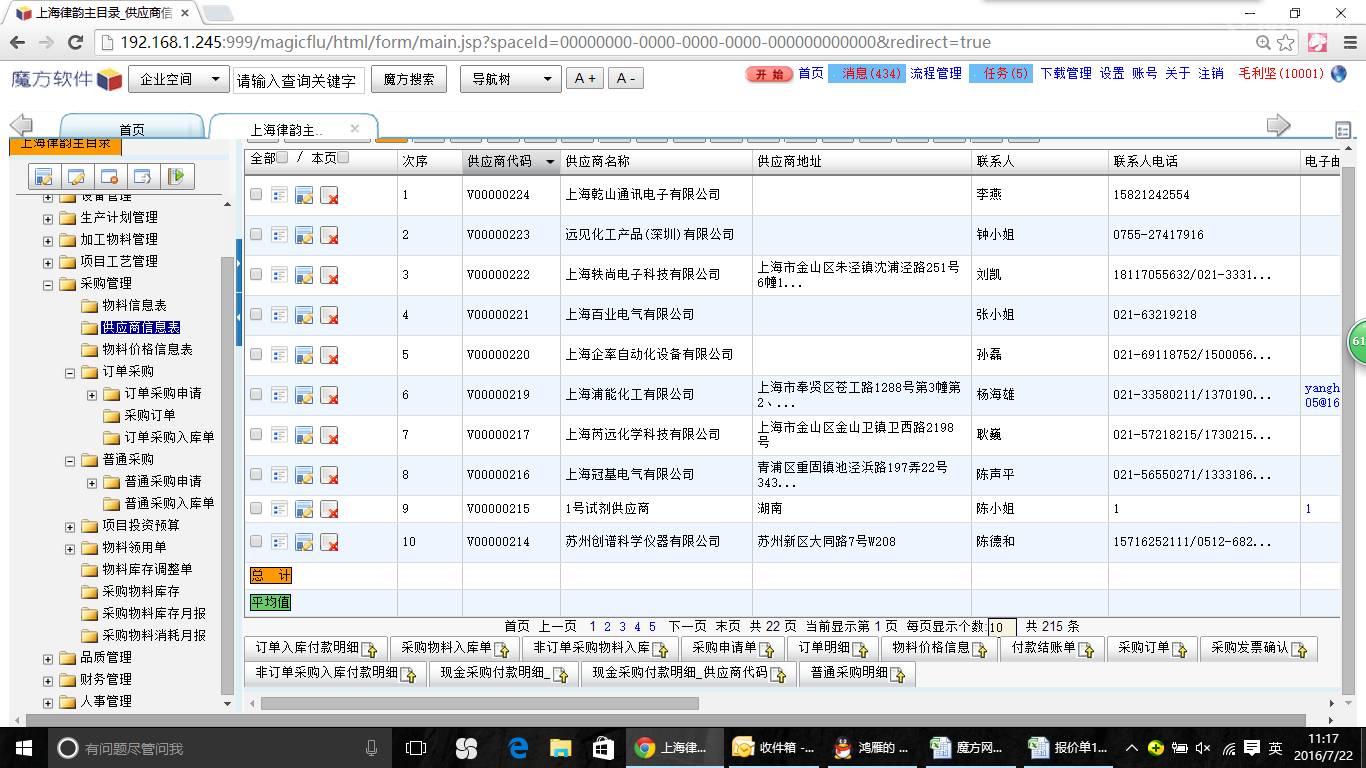 上海律韵主目录_供应商信
192.168.1.245:999/magicflu/html/form/main.jsp?spaceId=00000000-0000-0000-0000-000000000000&redirect=true
魔方软件 企业空间 请输入查询关键字 魔方搜索 导航树 A + A - 开 始 首页 消息(434) 流程管理 任务(5) 下载管理 设置 账号 关于 注销 毛利坚(10001)
首页 上海律韵主..
上海律韵主目录
设备管理
生产计划管理
加工物料管理
项目工艺管理
采购管理
物料信息表
供应商信息表
物料价格信息表
订单采购
订单采购申请
采购订单
订单采购入库单
普通采购
普通采购申请
普通采购入库单
项目投资预算
物料领用单
物料库存调整单
采购物料库存
采购物料库存月报
采购物料消耗月报
品质管理
财务管理
人事管理
全部 / 本页 次序 供应商代码 供应商名称 供应商地址 联系人 联系人电话 电子邮
1 V00000224 上海乾山通讯电子有限公司 李燕 15821242554
2 V00000223 远见化工产品(深圳)有限公司 钟小姐 0755-27417916
3 V00000222 上海轶尚电子科技有限公司 上海市金山区朱泾镇沈浦泾路251号
6幢1... 刘凯 18117055632/021-3331...
4 V00000221 上海百业电气有限公司 张小姐 021-63219218
5 V00000220 上海企率自动化设备有限公司 孙磊 021-69118752/1500056...
6 V00000219 上海浦能化工有限公司 上海市奉贤区苍工路1288号第3幢第
2、... 杨海雄 021-33580211/1370190... yangh
05@16
7 V00000217 上海芮远化学科技有限公司 上海市金山区金山卫镇卫西路2198
号 耿巍 021-57218215/1730215...
8 V00000216 上海冠基电气有限公司 青浦区重固镇池泾浜路197弄22号
343... 陈声平 021-56550271/1333186...
9 V00000215 1号试剂供应商 湖南 陈小姐 1 1
10 V00000214 苏州创谱科学仪器有限公司 苏州新区大同路7号W208 陈德和 15716252111/0512-682...
总 计
平均值
首页 上一页 1 2 3 4 5 下一页 末页 共 22 页 当前显示第 1 页 每页显示个数:10 共 215 条
订单入库付款明细 采购物料入库单 非订单采购物料入库 采购申请单 订单明细 物料价格信息 付款结账单 采购订单 采购发票确认
非订单采购入库付款明细 现金采购付款明细_ 现金采购付款明细_供应商代码 普通采购明细
61
有问题尽管问我 上海律... 收件箱 -... 鸿雁的 ... 魔方网... 报价单1... 英 11:17
2016/7/22